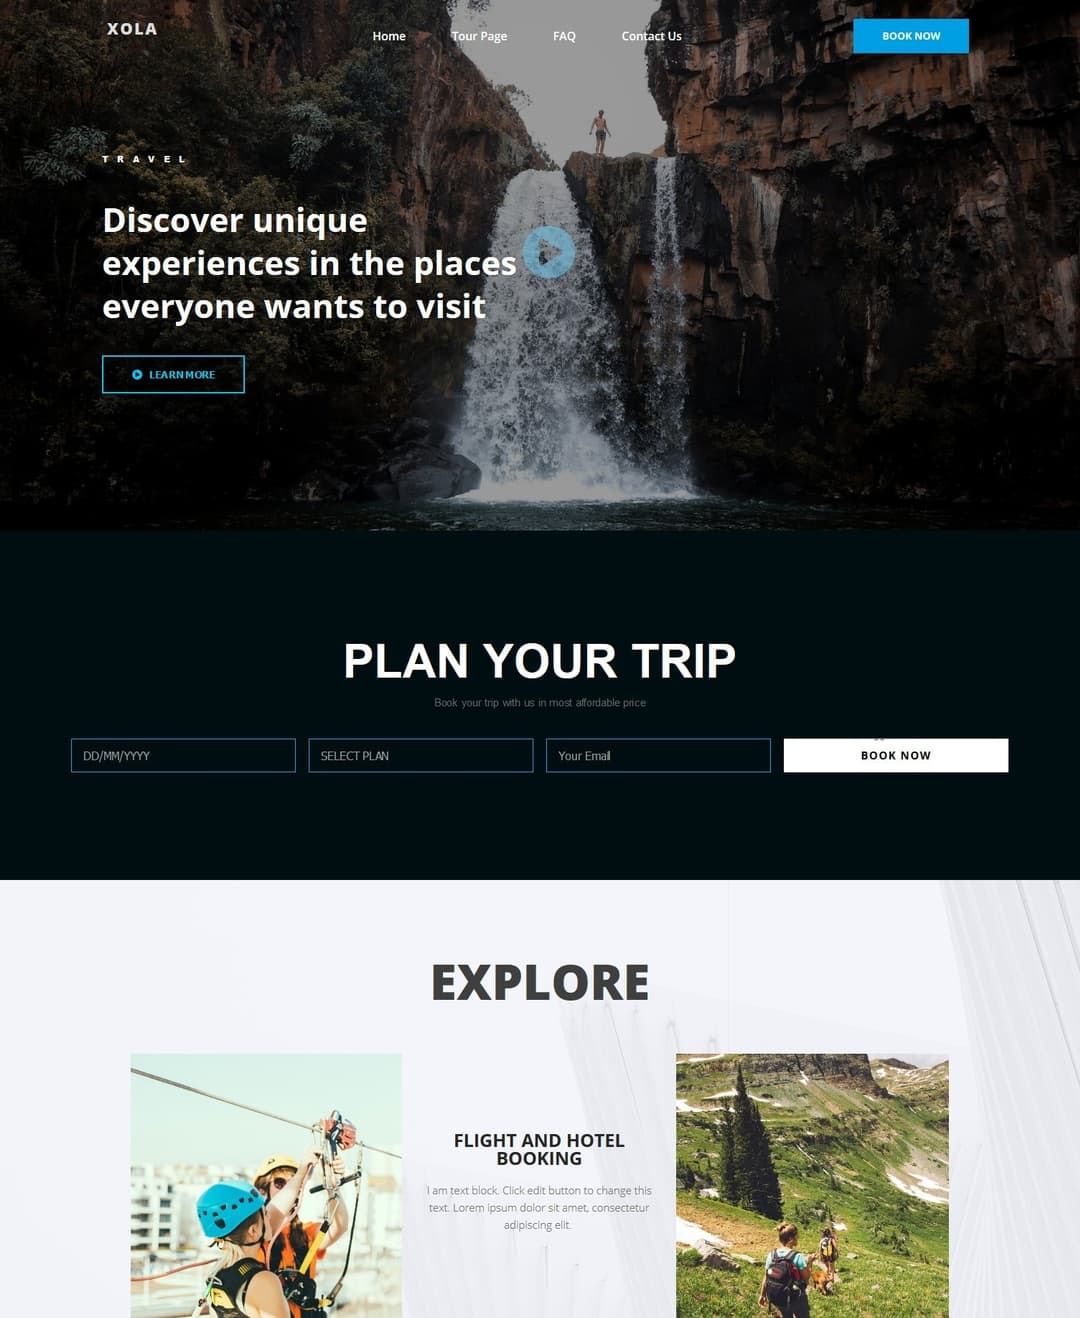 XOLA
Home
Tour Page
FAQ
Contact Us
BOOK NOW
TRAVEL
Discover unique
experiences in the places
everyone wants to visit
LEARN MORE
PLAN YOUR TRIP
Book your trip with us in most affordable price
DD/MM/YYYY
SELECT PLAN
Your Email
BOOK NOW
EXPLORE
FLIGHT AND HOTEL
BOOKING
I am text block. Click edit button to change this
text. Lorem ipsum dolor sit amet, consectetur
adipiscing elit.